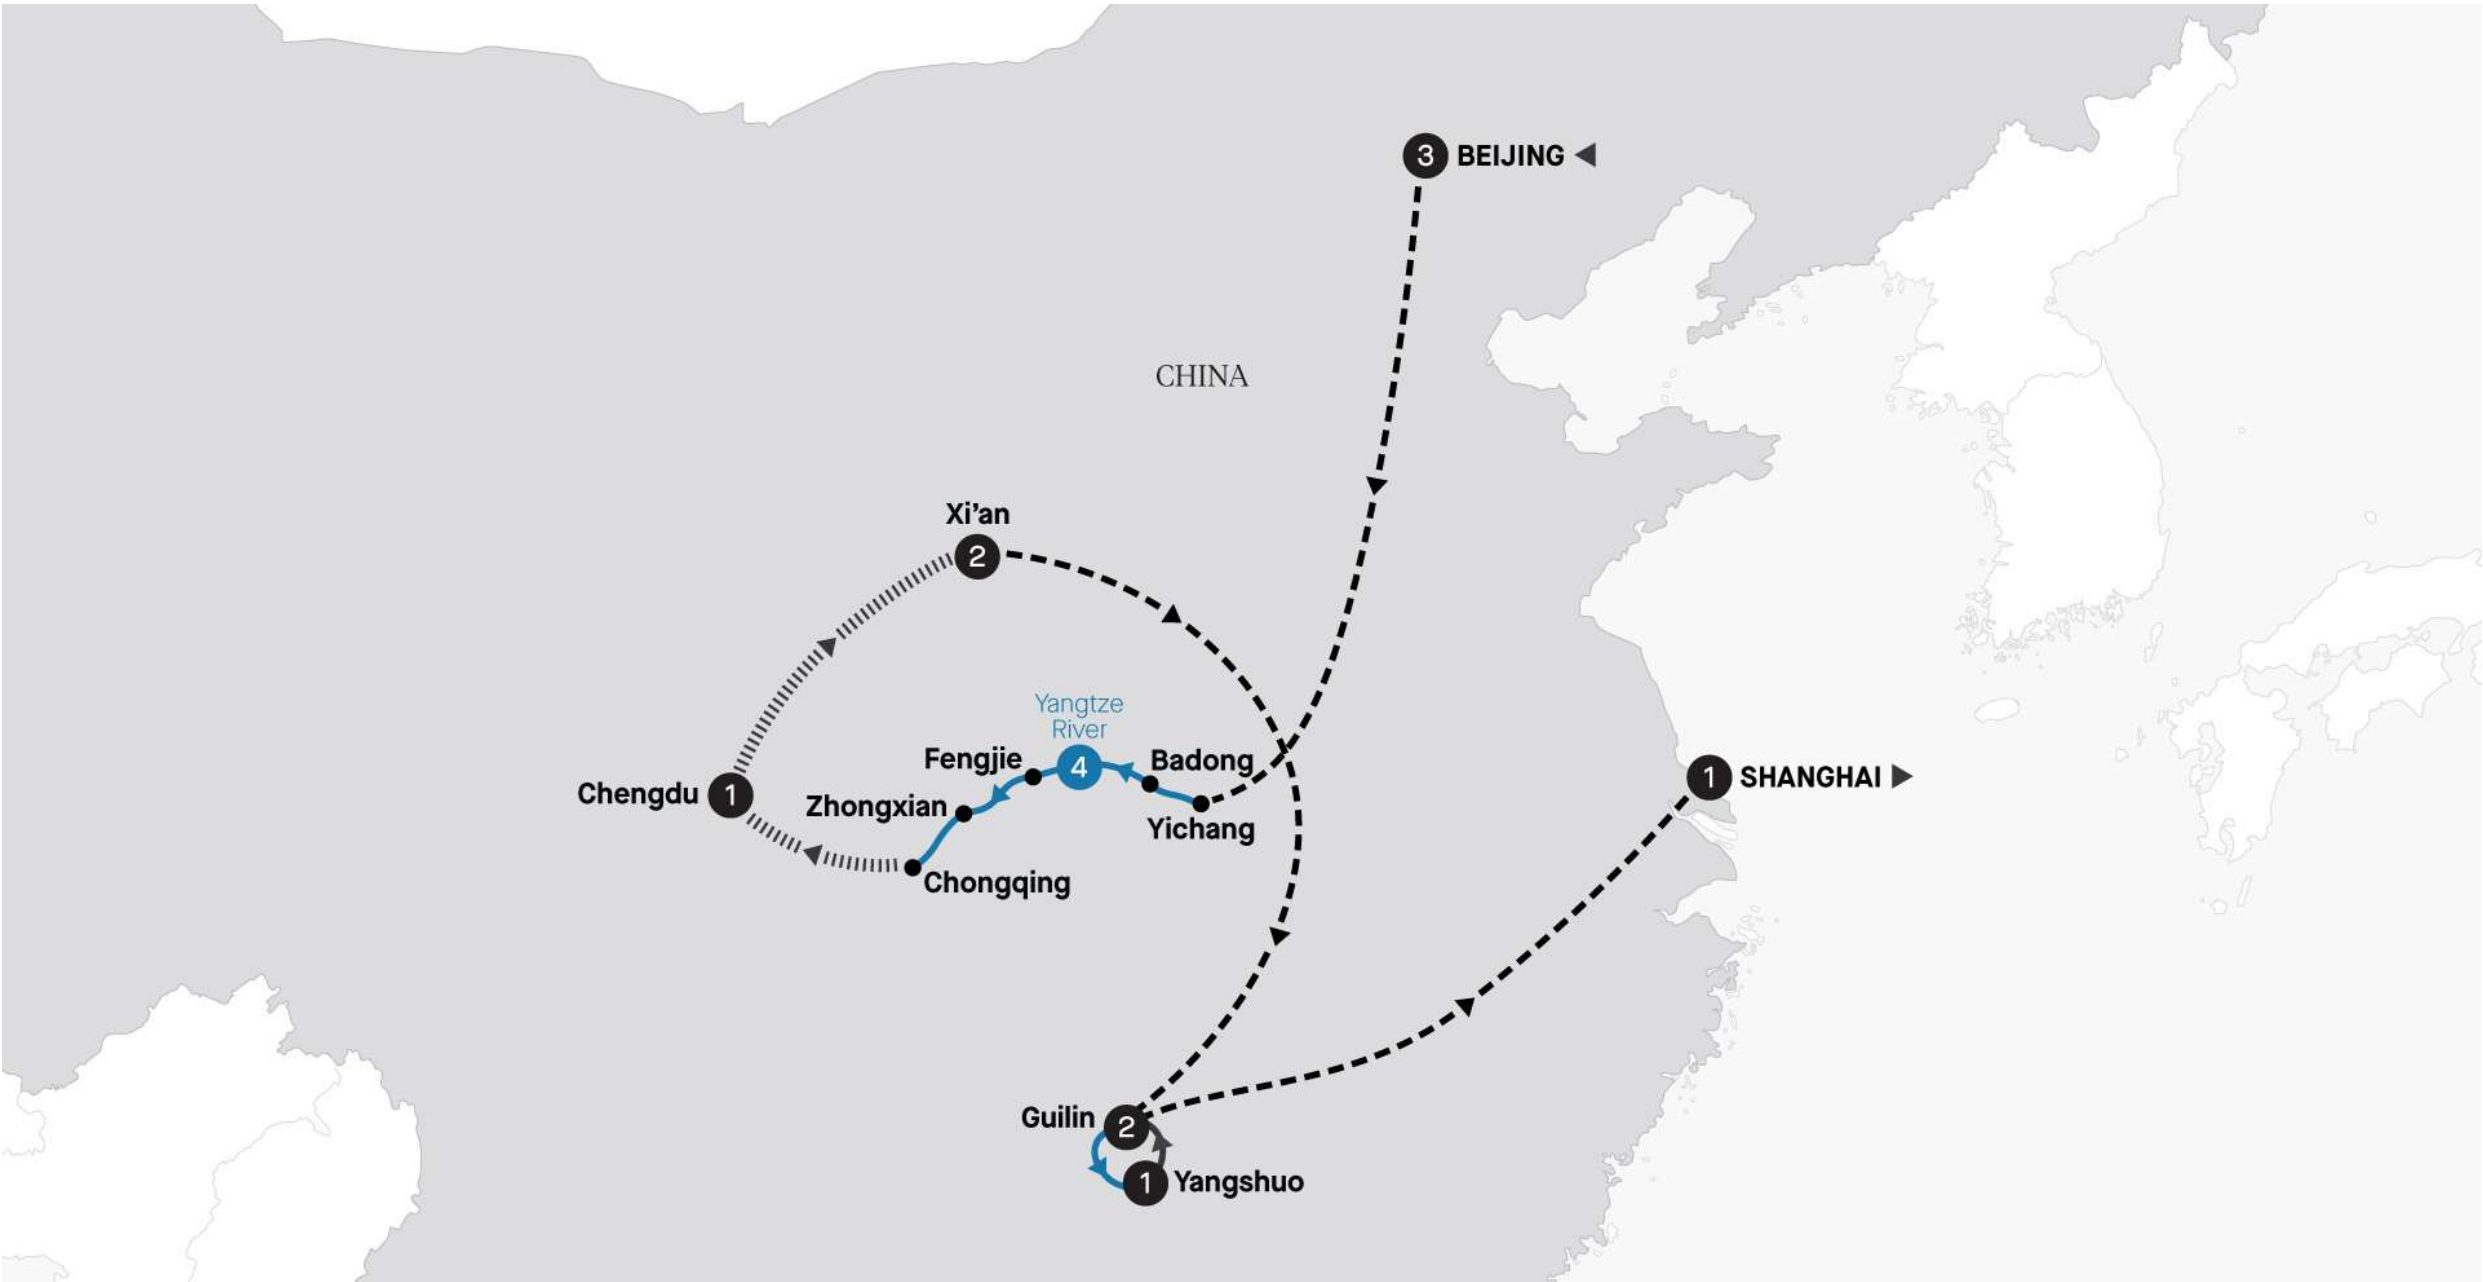 3 BEIJING
CHINA
Xi’an
2
Yangtze
River
4
Fengjie
Badong
Zhongxian
Yichang
Chengdu 1
Chongqing
1 SHANGHAI
Guilin 2
1 Yangshuo